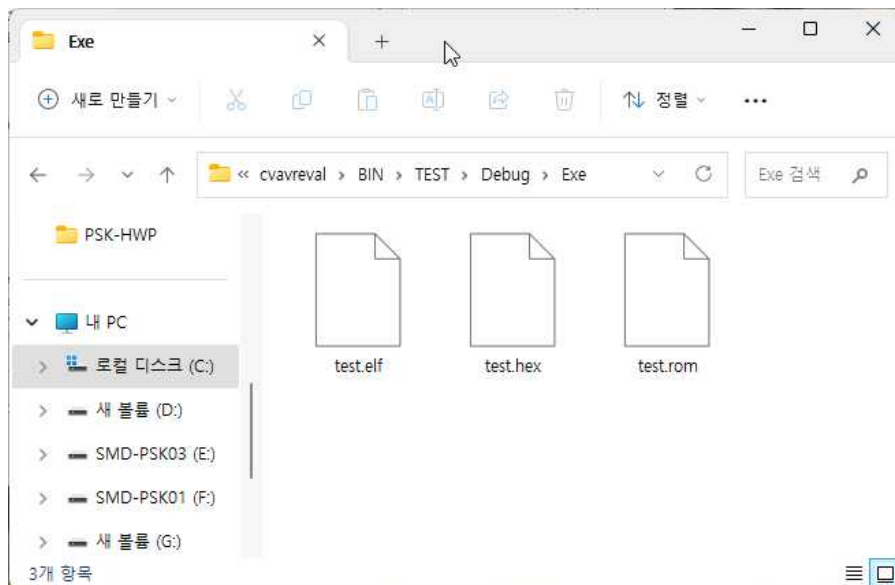 Exe
새로 만들기
정렬
« cvavreval > BIN > TEST > Debug > Exe
Exe 검색
PSK-HWP
내 PC
로컬 디스크 (C:)
새 볼륨 (D:)
SMD-PSK03 (E:)
SMD-PSK01 (F:)
새 볼륨 (G:)
test.elf
test.hex
test.rom
3개 항목